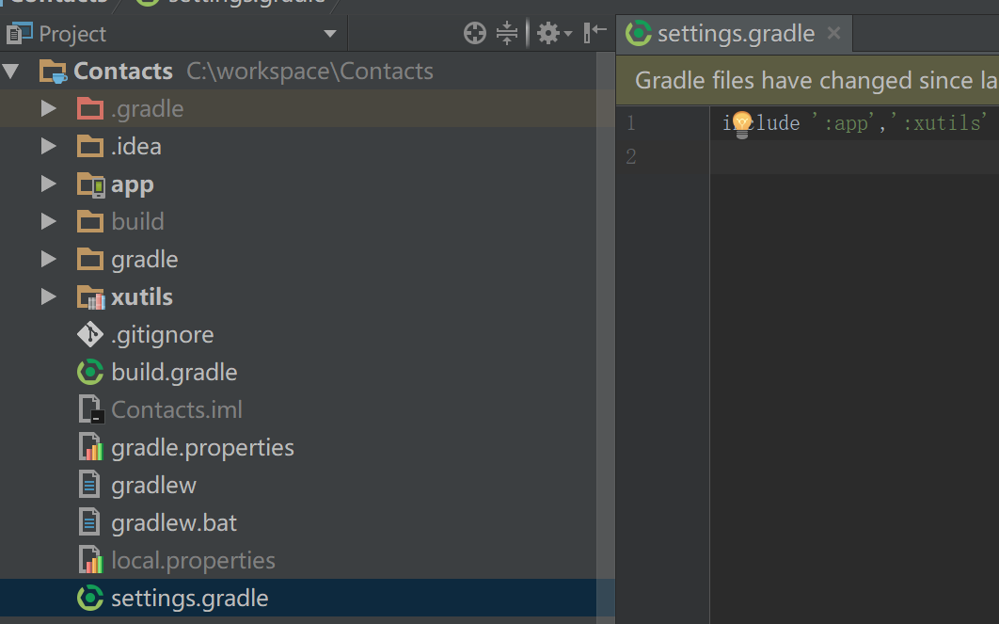 Contacts settings.gradle
Project
settings.gradle
Contacts C:\workspace\Contacts
Gradle files have changed since la
.gradle
.idea
app
build
gradle
xutils
.gitignore
build.gradle
Contacts.iml
gradle.properties
gradlew
gradlew.bat
local.properties
settings.gradle
1 include ':app',':xutils'
2